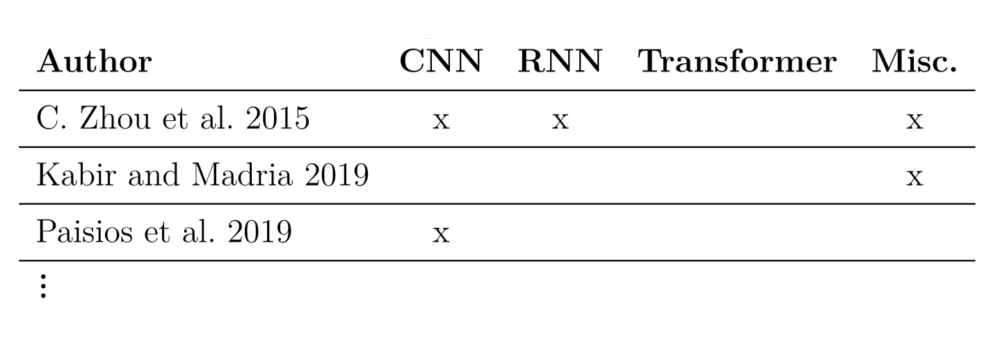 Author CNN RNN Transformer Misc.
C. Zhou et al. 2015 x x x
Kabir and Madria 2019 x
Paisios et al. 2019 x
⋮